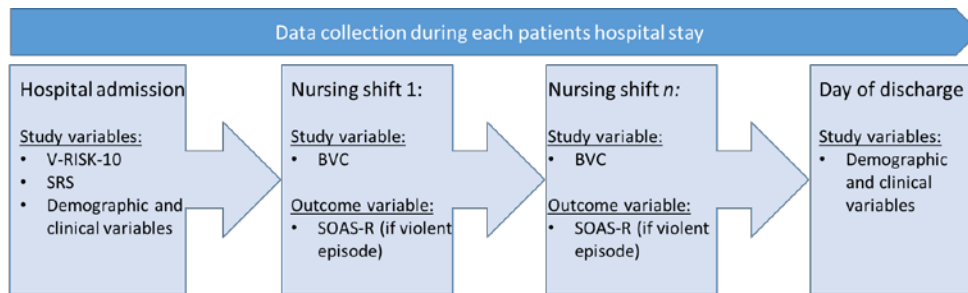 Data collection during each patients hospital stay
Hospital admission
Study variables:
• V-RISK-10
• SRS
• Demographic and
clinical variables
Nursing shift 1:
Study variable:
• BVC
Outcome variable:
• SOAS-R (if violent
episode)
Nursing shift n:
Study variable:
• BVC
Outcome variable:
• SOAS-R (if violent
episode)
Day of discharge
Study variables:
• Demographic
and clinical
variables